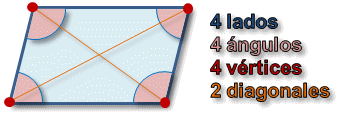 4 lados
4 ángulos
4 vértices
2 diagonales